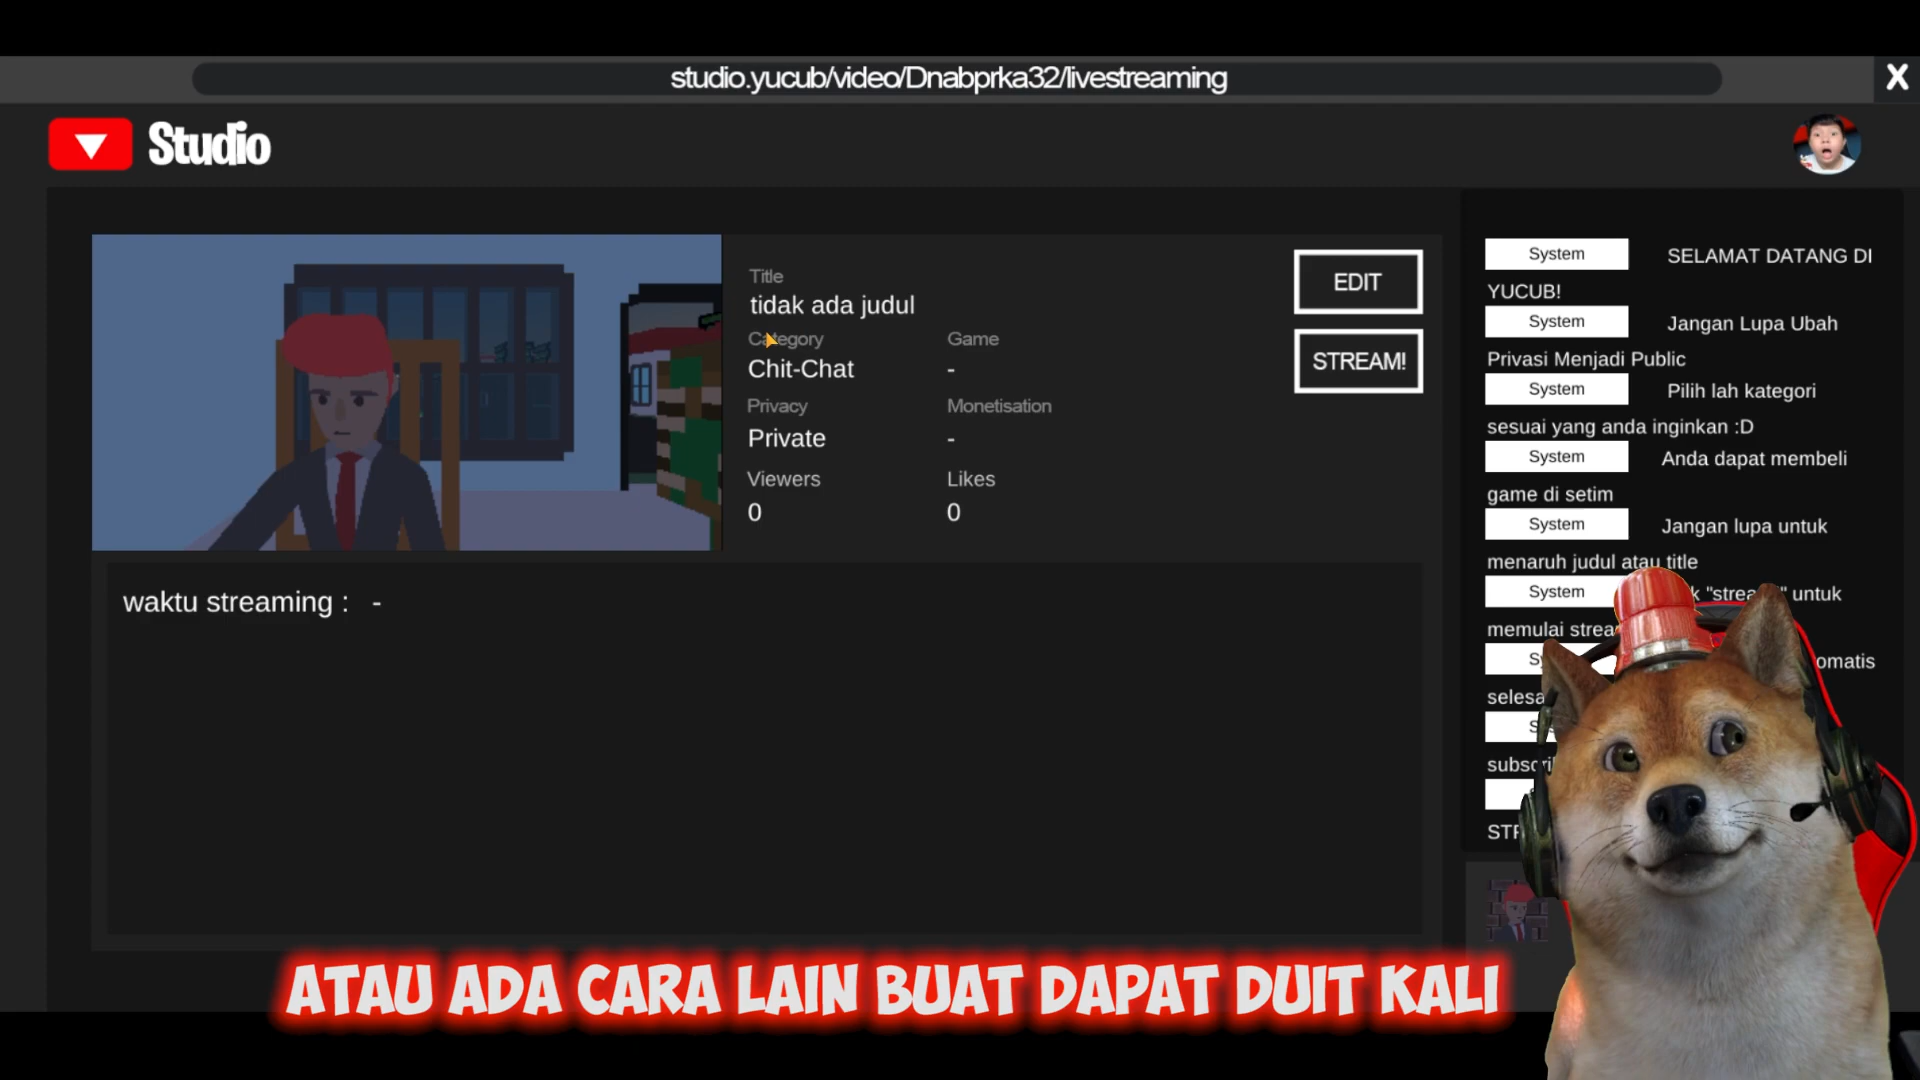 studio.yucub/video/Dnabprka32/livestreaming
X
Studio
Title
tidak ada judul
Category
Game
Chit-Chat
-
Privacy
Monetisation
Private
-
Viewers
Likes
0
0
EDIT
STREAM!
waktu streaming : -
System SELAMAT DATANG DI
YUCUB!
System Jangan Lupa Ubah
Privasi Menjadi Public
System Pilih lah kategori
sesuai yang anda inginkan :D
System Anda dapat membeli
game di setim
System Jangan lupa untuk
menaruh judul atau title
System untuk
memulai
ATAU ADA CARA LAIN BUAT DAPAT DUIT KALI